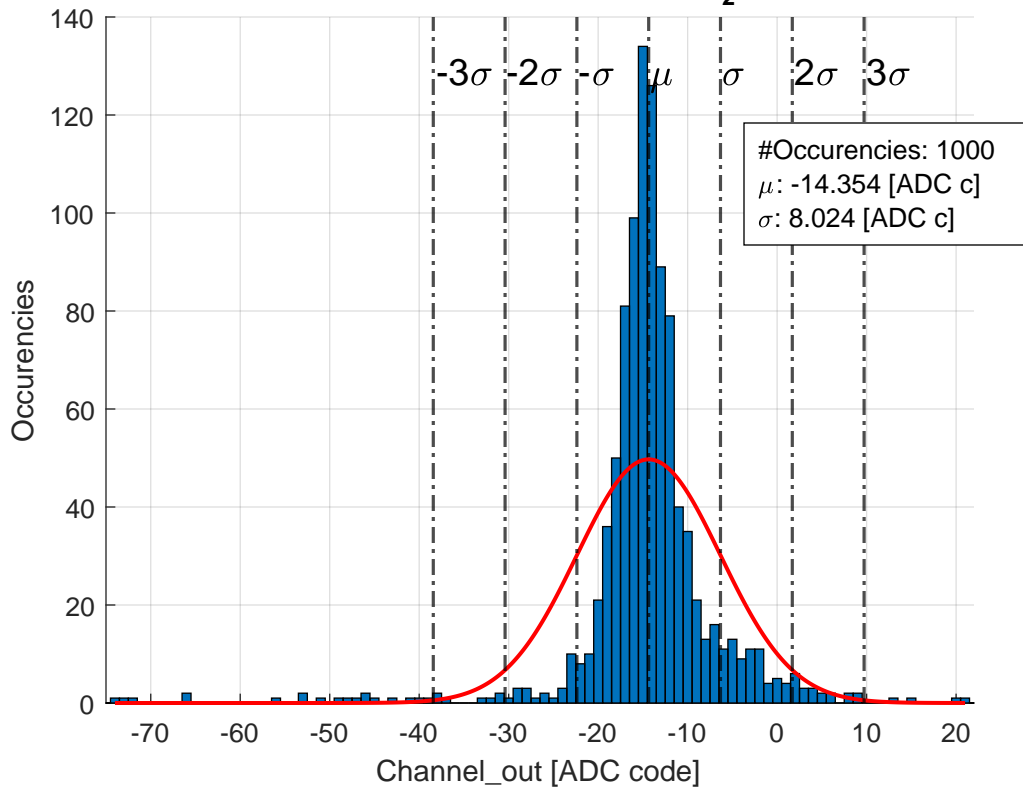 2
140
120
100
80
60
40
20
0
-3σ -2σ -σ μ σ 2σ 3σ
#Occurencies: 1000
μ: -14.354 [ADC c]
σ: 8.024 [ADC c]
Occurencies
-70 -60 -50 -40 -30 -20 -10 0 10 20
Channel_out [ADC code]